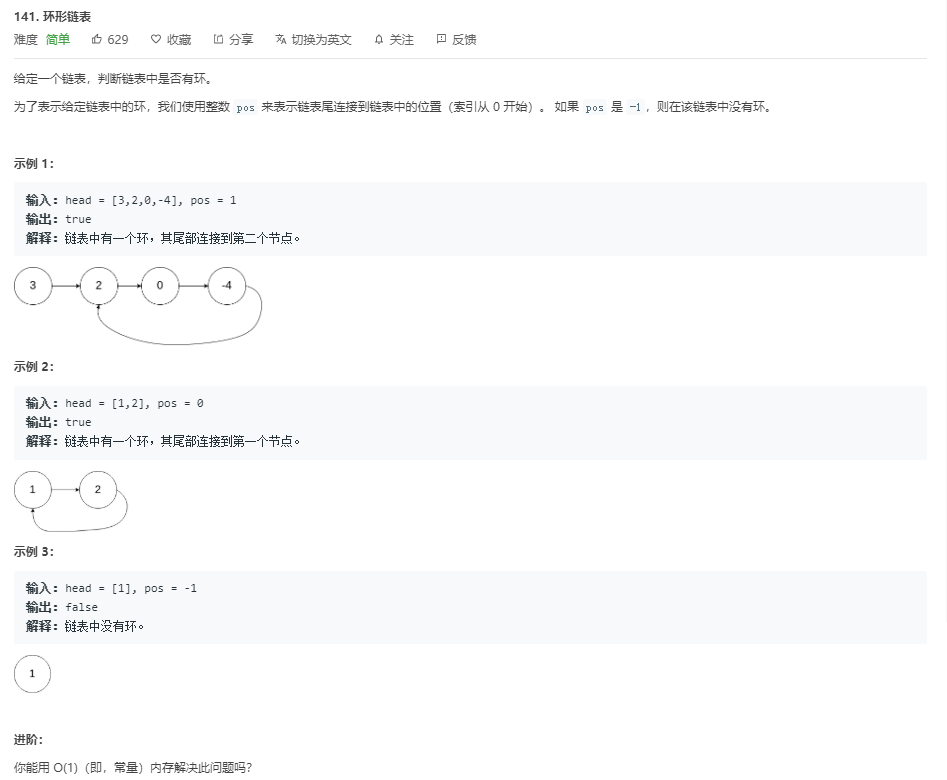 141. 环形链表
难度 简单 629 收藏 分享 切换为英文 关注 反馈
给定一个链表，判断链表中是否有环。
为了表示给定链表中的环，我们使用整数 pos 来表示链表尾连接到链表中的位置（索引从 0 开始）。 如果 pos 是 -1，则在该链表中没有环。
示例 1：
输入：head = [3,2,0,-4], pos = 1
输出：true
解释：链表中有一个环，其尾部连接到第二个节点。
3 2 0 -4
示例 2：
输入：head = [1,2], pos = 0
输出：true
解释：链表中有一个环，其尾部连接到第一个节点。
1 2
示例 3：
输入：head = [1], pos = -1
输出：false
解释：链表中没有环。
1
进阶：
你能用 O(1)（即，常量）内存解决此问题吗？